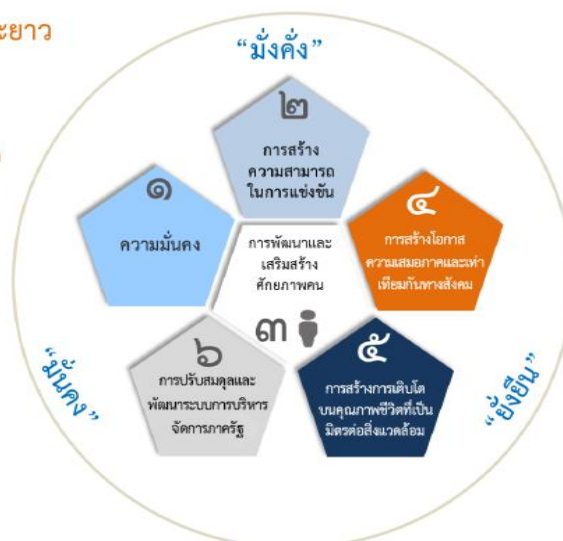 ะยาว
“มั่งคั่ง”
๒
การสร้าง
ความสามารถ
ในการแข่งขัน
๑
ความมั่นคง
๔
การสร้างโอกาส
ความเสมอภาคและเท่า
เทียมกันทางสังคม
การพัฒนาและ
เสริมสร้าง
ศักยภาพคน
๓
๖
การปรับสมดุลและ
พัฒนาระบบการบริหาร
จัดการภาครัฐ
๕
การสร้างการเติบโต
บนคุณภาพชีวิตที่เป็น
มิตรต่อสิ่งแวดล้อม
“มั่นคง”
“ยั่งยืน”